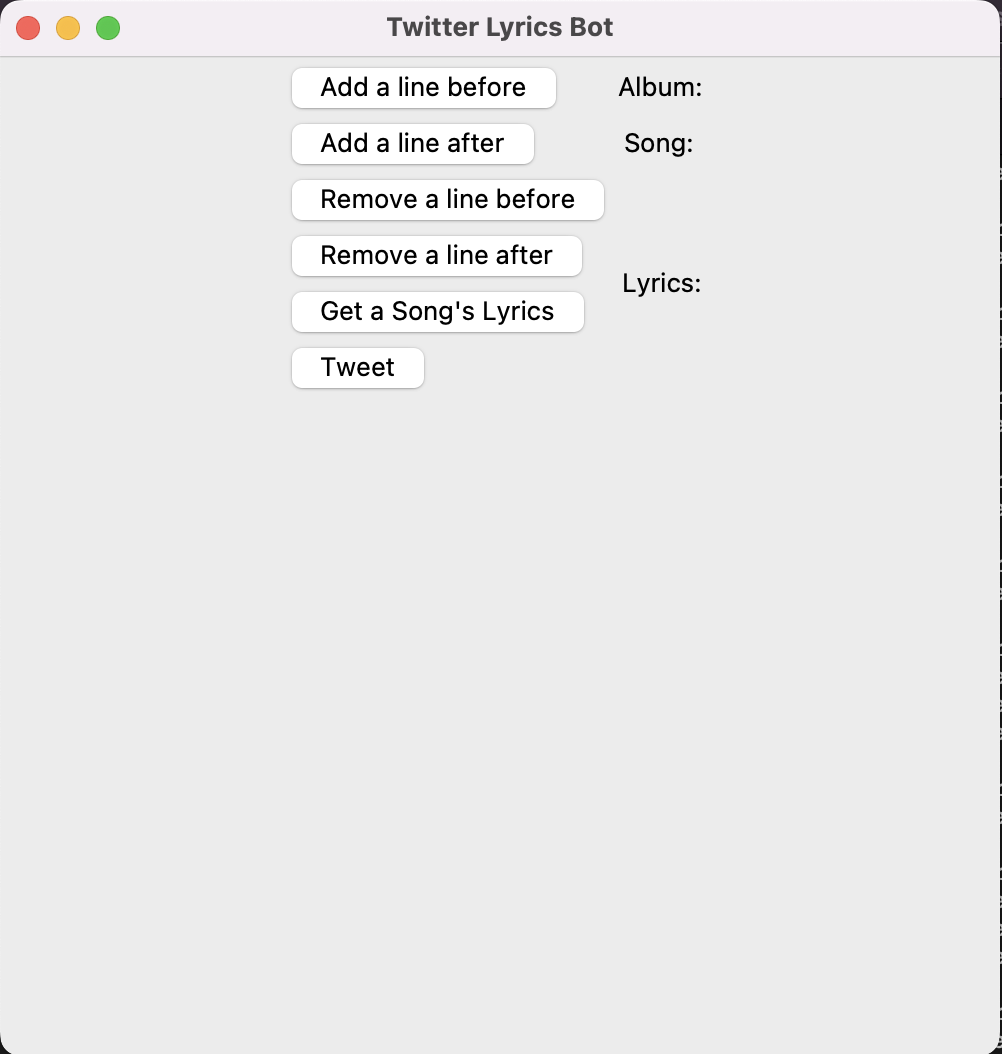 Twitter Lyrics Bot
Add a line before
Album:
Add a line after
Song:
Remove a line before
Remove a line after
Lyrics:
Get a Song's Lyrics
Tweet